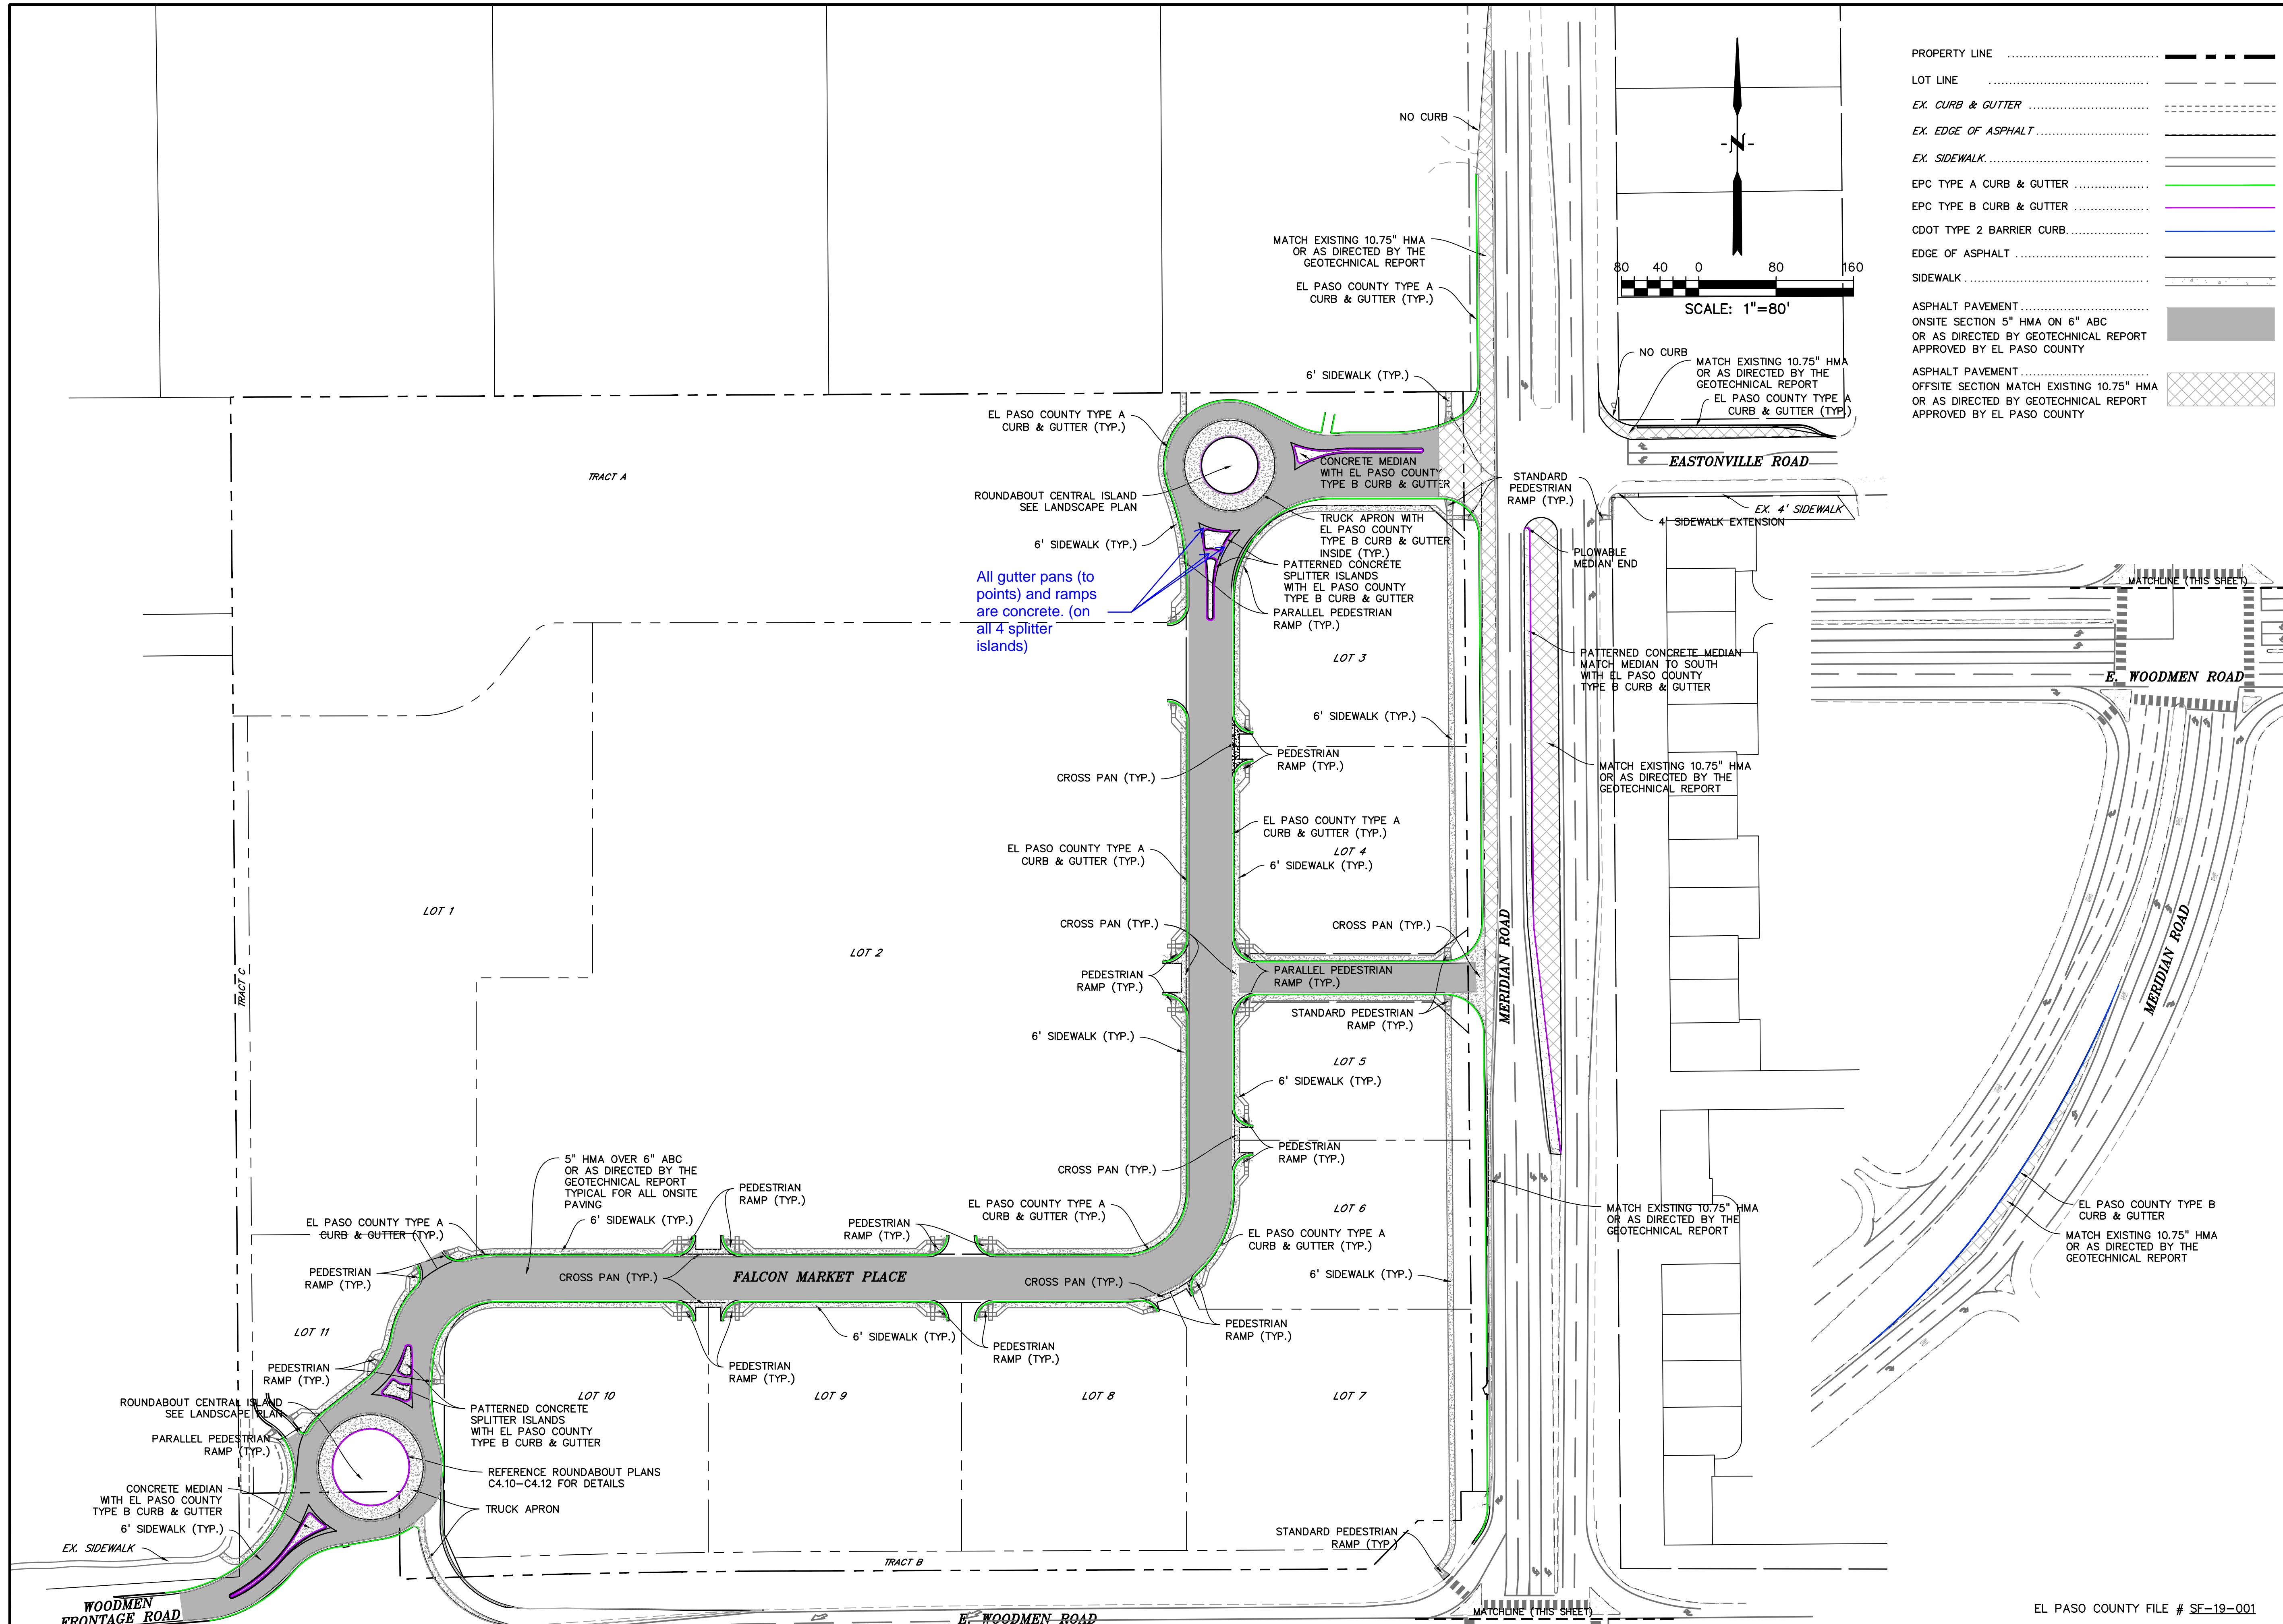 PROPERTY LINE
LOT LINE
EX. CURB & GUTTER
EX. EDGE OF ASPHALT
EX. SIDEWALK
EPC TYPE A CURB & GUTTER
EPC TYPE B CURB & GUTTER
CDOT TYPE 2 BARRIER CURB
EDGE OF ASPHALT
SIDEWALK
ASPHALT PAVEMENT
ONSITE SECTION 5" HMA ON 6" ABC
OR AS DIRECTED BY GEOTECHNICAL REPORT
APPROVED BY EL PASO COUNTY
ASPHALT PAVEMENT
OFFSITE SECTION MATCH EXISTING 10.75" HMA
OR AS DIRECTED BY GEOTECHNICAL REPORT
APPROVED BY EL PASO COUNTY
-N-
80 40 0 80 160
SCALE: 1"=80'
NO CURB
MATCH EXISTING 10.75" HMA
OR AS DIRECTED BY THE
GEOTECHNICAL REPORT
EL PASO COUNTY TYPE A
CURB & GUTTER (TYP.)
6' SIDEWALK (TYP.)
NO CURB
MATCH EXISTING 10.75" HMA
OR AS DIRECTED BY THE
GEOTECHNICAL REPORT
EL PASO COUNTY TYPE A
CURB & GUTTER (TYP.)
EASTONVILLE ROAD
EL PASO COUNTY TYPE A
CURB & GUTTER (TYP.)
TRACT A
ROUNDABOUT CENTRAL ISLAND
SEE LANDSCAPE PLAN
6' SIDEWALK (TYP.)
CONCRETE MEDIAN
WITH EL PASO COUNTY
TYPE B CURB & GUTTER
STANDARD
PEDESTRIAN
RAMP (TYP.)
EX. 4' SIDEWALK
4' SIDEWALK EXTENSION
TRUCK APRON WITH
EL PASO COUNTY
TYPE B CURB & GUTTER
INSIDE (TYP.)
PATTERNED CONCRETE
SPLITTER ISLANDS
WITH EL PASO COUNTY
TYPE B CURB & GUTTER
PARALLEL PEDESTRIAN
RAMP (TYP.)
All gutter pans (to
points) and ramps
are concrete. (on
all 4 splitter
islands)
PLOWABLE
MEDIAN END
MATCHLINE (THIS SHEET)
LOT 3
PATTERNED CONCRETE MEDIAN
MATCH MEDIAN TO SOUTH
WITH EL PASO COUNTY
TYPE B CURB & GUTTER
E. WOODMEN ROAD
6' SIDEWALK (TYP.)
PEDESTRIAN
RAMP (TYP.)
CROSS PAN (TYP.)
MATCH EXISTING 10.75" HMA
OR AS DIRECTED BY THE
GEOTECHNICAL REPORT
EL PASO COUNTY TYPE A
CURB & GUTTER (TYP.)
EL PASO COUNTY TYPE A
CURB & GUTTER (TYP.)
LOT 4
6' SIDEWALK (TYP.)
LOT 1
LOT 2
TRACT C
CROSS PAN (TYP.)
CROSS PAN (TYP.)
MERIDIAN ROAD
MERIDIAN ROAD
PEDESTRIAN
RAMP (TYP.)
PARALLEL PEDESTRIAN
RAMP (TYP.)
STANDARD PEDESTRIAN
RAMP (TYP.)
6' SIDEWALK (TYP.)
LOT 5
6' SIDEWALK (TYP.)
PEDESTRIAN
RAMP (TYP.)
CROSS PAN (TYP.)
5" HMA OVER 6" ABC
OR AS DIRECTED BY THE
GEOTECHNICAL REPORT
TYPICAL FOR ALL ONSITE
PAVING
6' SIDEWALK (TYP.)
PEDESTRIAN
RAMP (TYP.)
PEDESTRIAN
RAMP (TYP.)
EL PASO COUNTY TYPE A
CURB & GUTTER (TYP.)
LOT 6
EL PASO COUNTY TYPE A
CURB & GUTTER (TYP.)
MATCH EXISTING 10.75" HMA
OR AS DIRECTED BY THE
GEOTECHNICAL REPORT
EL PASO COUNTY TYPE B
CURB & GUTTER
MATCH EXISTING 10.75" HMA
OR AS DIRECTED BY THE
GEOTECHNICAL REPORT
EL PASO COUNTY TYPE A
CURB & GUTTER (TYP.)
PEDESTRIAN
RAMP (TYP.)
CROSS PAN (TYP.)
FALCON MARKET PLACE
CROSS PAN (TYP.)
6' SIDEWALK (TYP.)
LOT 11
6' SIDEWALK (TYP.)
PEDESTRIAN
RAMP (TYP.)
PEDESTRIAN
RAMP (TYP.)
PEDESTRIAN
RAMP (TYP.)
PEDESTRIAN
RAMP (TYP.)
LOT 10
LOT 9
LOT 8
LOT 7
ROUNDABOUT CENTRAL ISLAND
SEE LANDSCAPE PLAN
PATTERNED CONCRETE
SPLITTER ISLANDS
WITH EL PASO COUNTY
TYPE B CURB & GUTTER
PARALLEL PEDESTRIAN
RAMP (TYP.)
REFERENCE ROUNDABOUT PLANS
C4.10-C4.12 FOR DETAILS
CONCRETE MEDIAN
WITH EL PASO COUNTY
TYPE B CURB & GUTTER
TRUCK APRON
6' SIDEWALK (TYP.)
EX. SIDEWALK
STANDARD PEDESTRIAN
RAMP (TYP.)
TRACT B
WOODMEN
FRONTAGE ROAD
E. WOODMEN ROAD
MATCHLINE (THIS SHEET)
EL PASO COUNTY FILE # SF-19-001